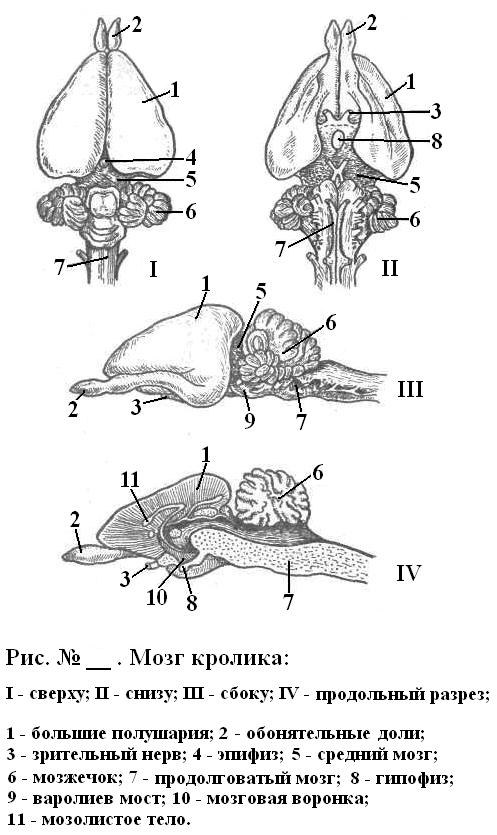 2
1
4
5
6
7
I
2
1
3
8
5
6
7
II
1
5
6
2
3
9
7
III
1
11
6
2
3
10
8
7
IV
Рис. № __ . Мозг кролика:
I - сверху; II - снизу; III - сбоку; IV - продольный разрез;
1 - большие полушария; 2 - обонятельные доли;
3 - зрительный нерв; 4 - эпифиз; 5 - средний мозг;
6 - мозжечок; 7 - продолговатый мозг; 8 - гипофиз;
9 - варолиев мост; 10 - мозговая воронка;
11 - мозолистое тело.